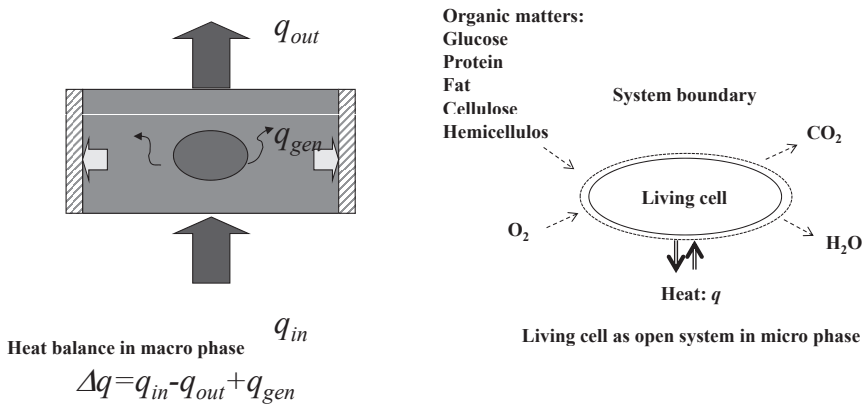 q_out
q_gen
q_in
Heat balance in macro phase
Δq=q_in-q_out+q_gen
Organic matters:
Glucose
Protein
Fat
Cellulose
Hemicellulos
System boundary
CO₂
Living cell
O₂
H₂O
Heat: q
Living cell as open system in micro phase